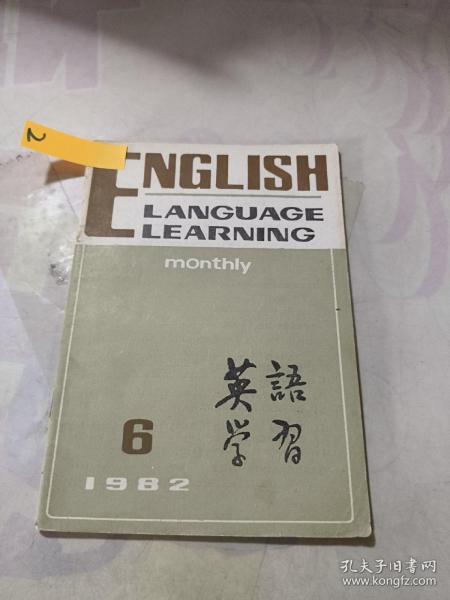 2
ENGLISH
LANGUAGE
LEARNING
monthly
英語
学習
6
1982
孔夫子旧书网
www.kongfz.com